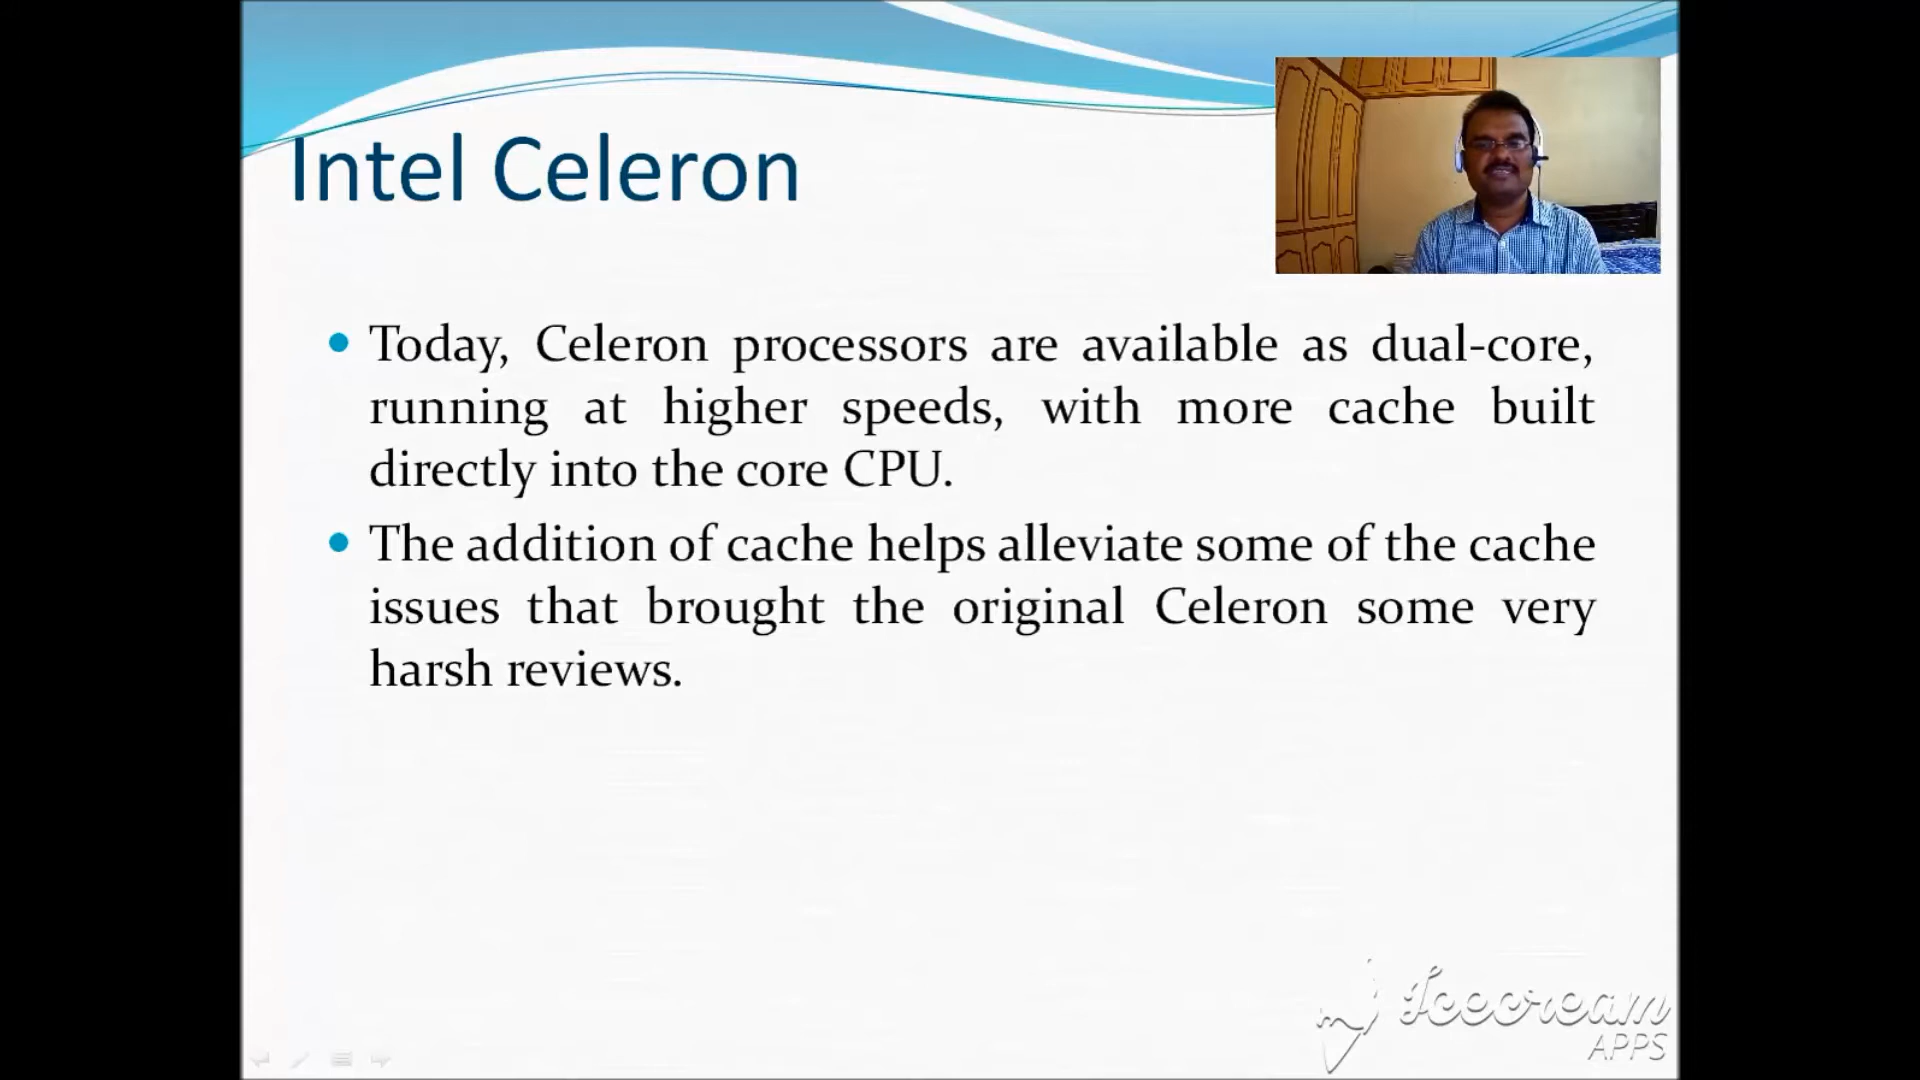 Intel Celeron
Today, Celeron processors are available as dual-core,
running at higher speeds, with more cache built
directly into the core CPU.
The addition of cache helps alleviate some of the cache
issues that brought the original Celeron some very
harsh reviews.
Icecream
APPS